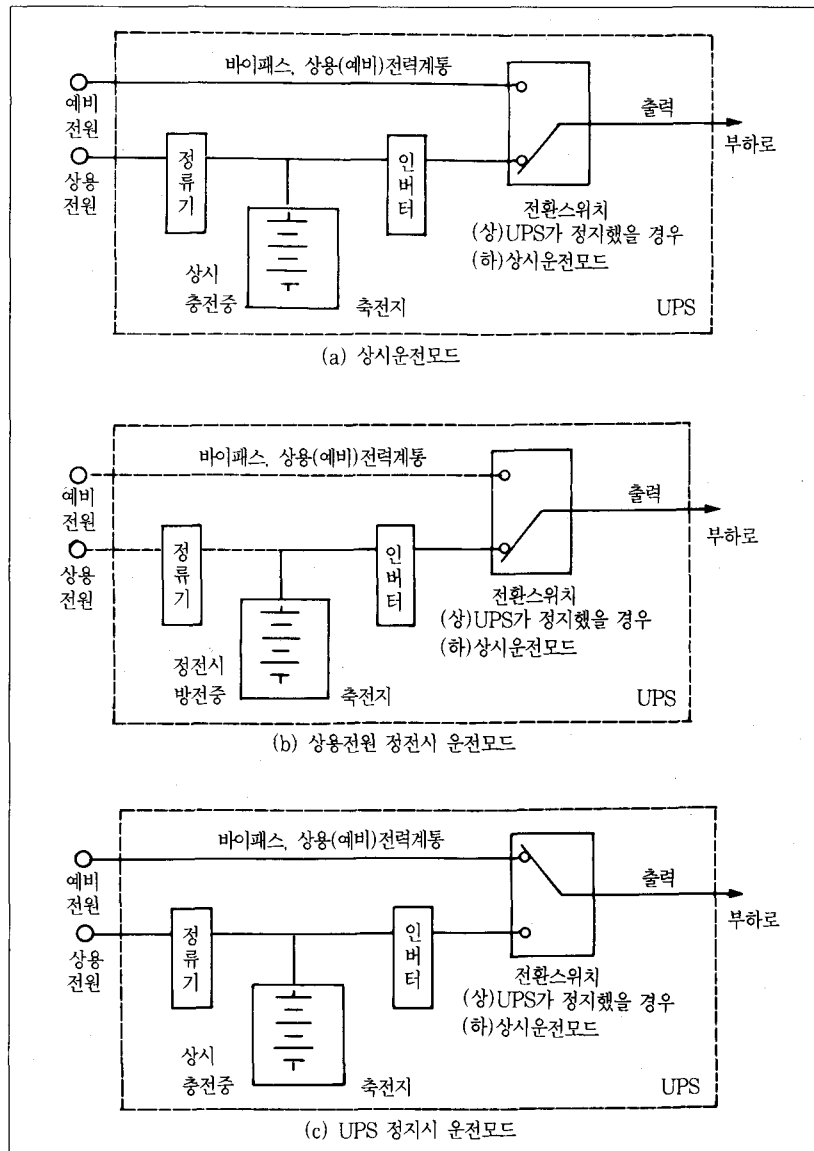 바이패스, 상용(예비)전력계통
예비
전원
출력
부하로
상용
전원
정류기
인버터
전환스위치
(상)UPS가 정지했을 경우
(하)상시운전모드
상시
충전중
축전지
UPS
(a) 상시운전모드
바이패스, 상용(예비)전력계통
예비
전원
출력
부하로
상용
전원
정류기
인버터
전환스위치
(상)UPS가 정지했을 경우
(하)상시운전모드
정전시
방전중
축전지
UPS
(b) 상용전원 정전시 운전모드
바이패스, 상용(예비)전력계통
예비
전원
출력
부하로
상용
전원
정류기
인버터
전환스위치
(상)UPS가 정지했을 경우
(하)상시운전모드
상시
충전중
축전지
UPS
(c) UPS 정지시 운전모드